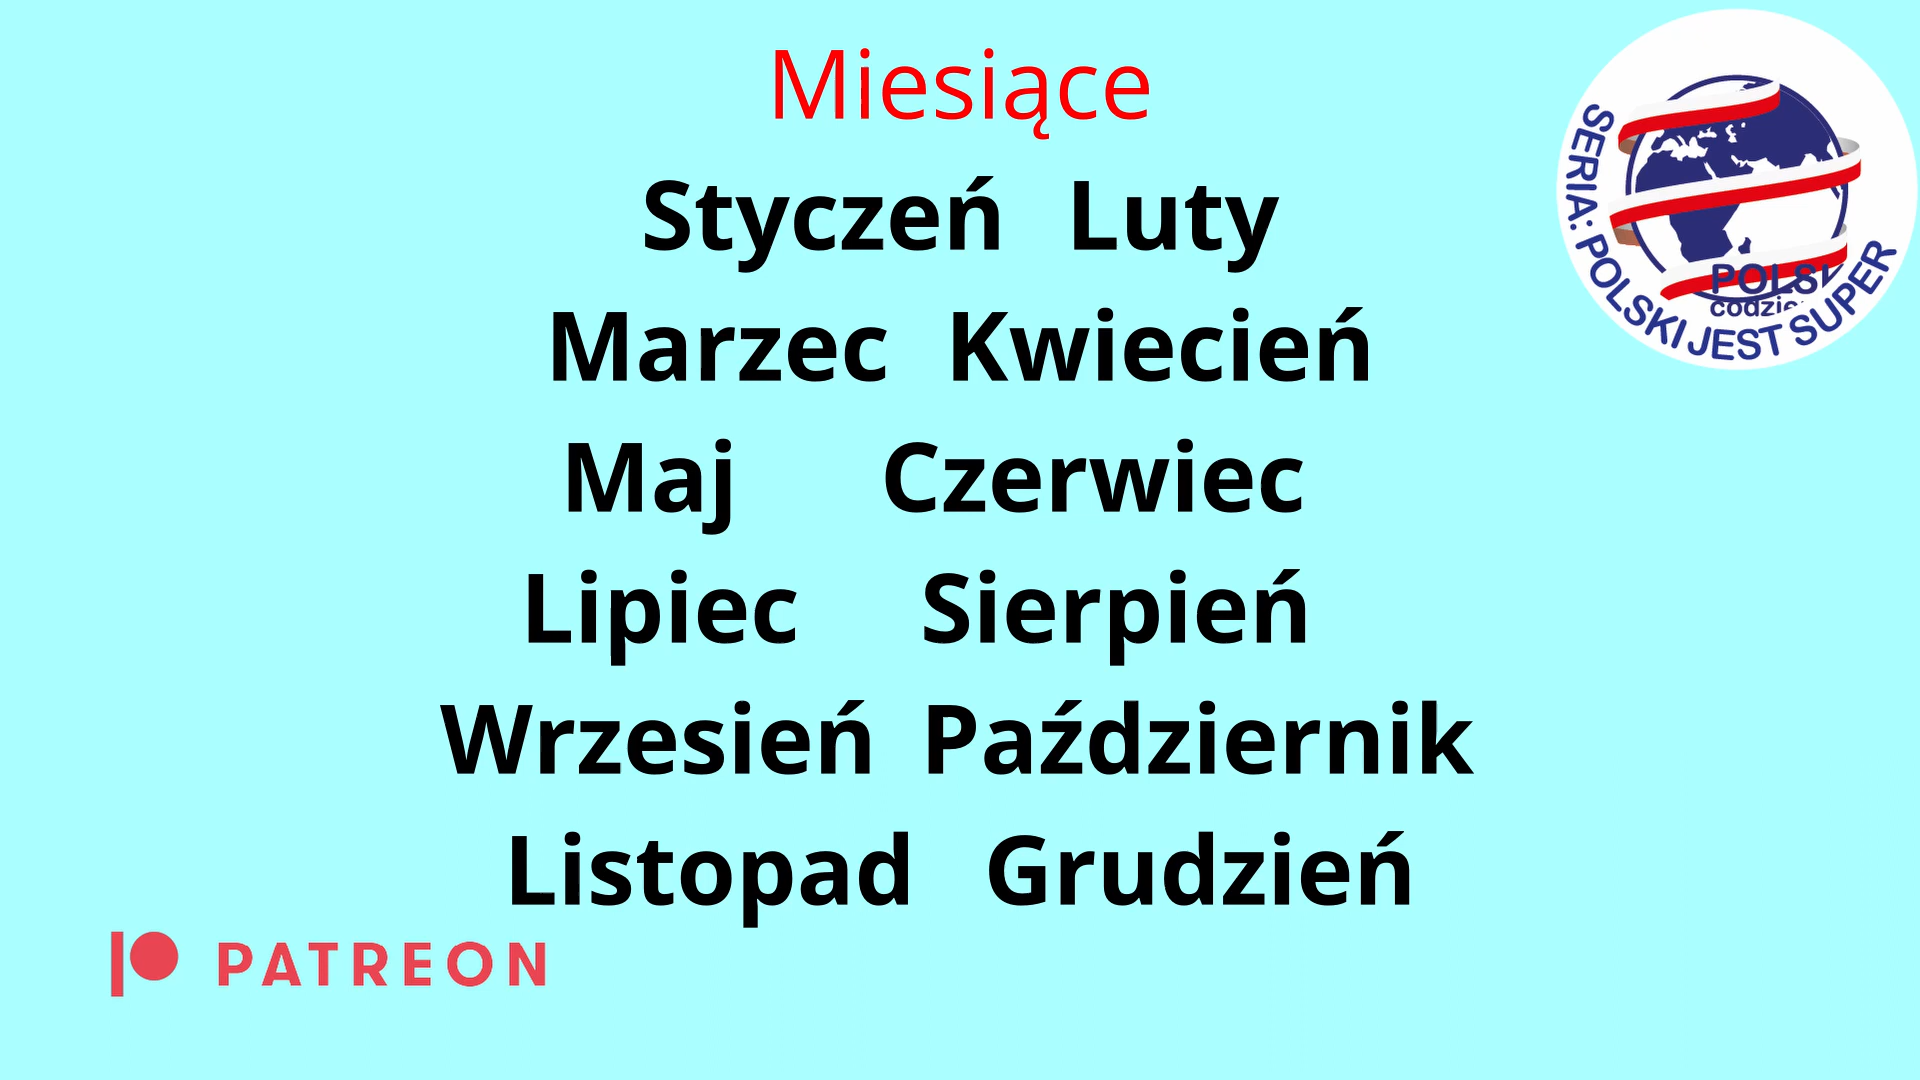 Miesiące
Styczeń Luty
Marzec Kwiecień
Maj Czerwiec
Lipiec Sierpień
Wrzesień Październik
Listopad Grudzień
PATREON
SERIA: POLSKI JEST SUPER